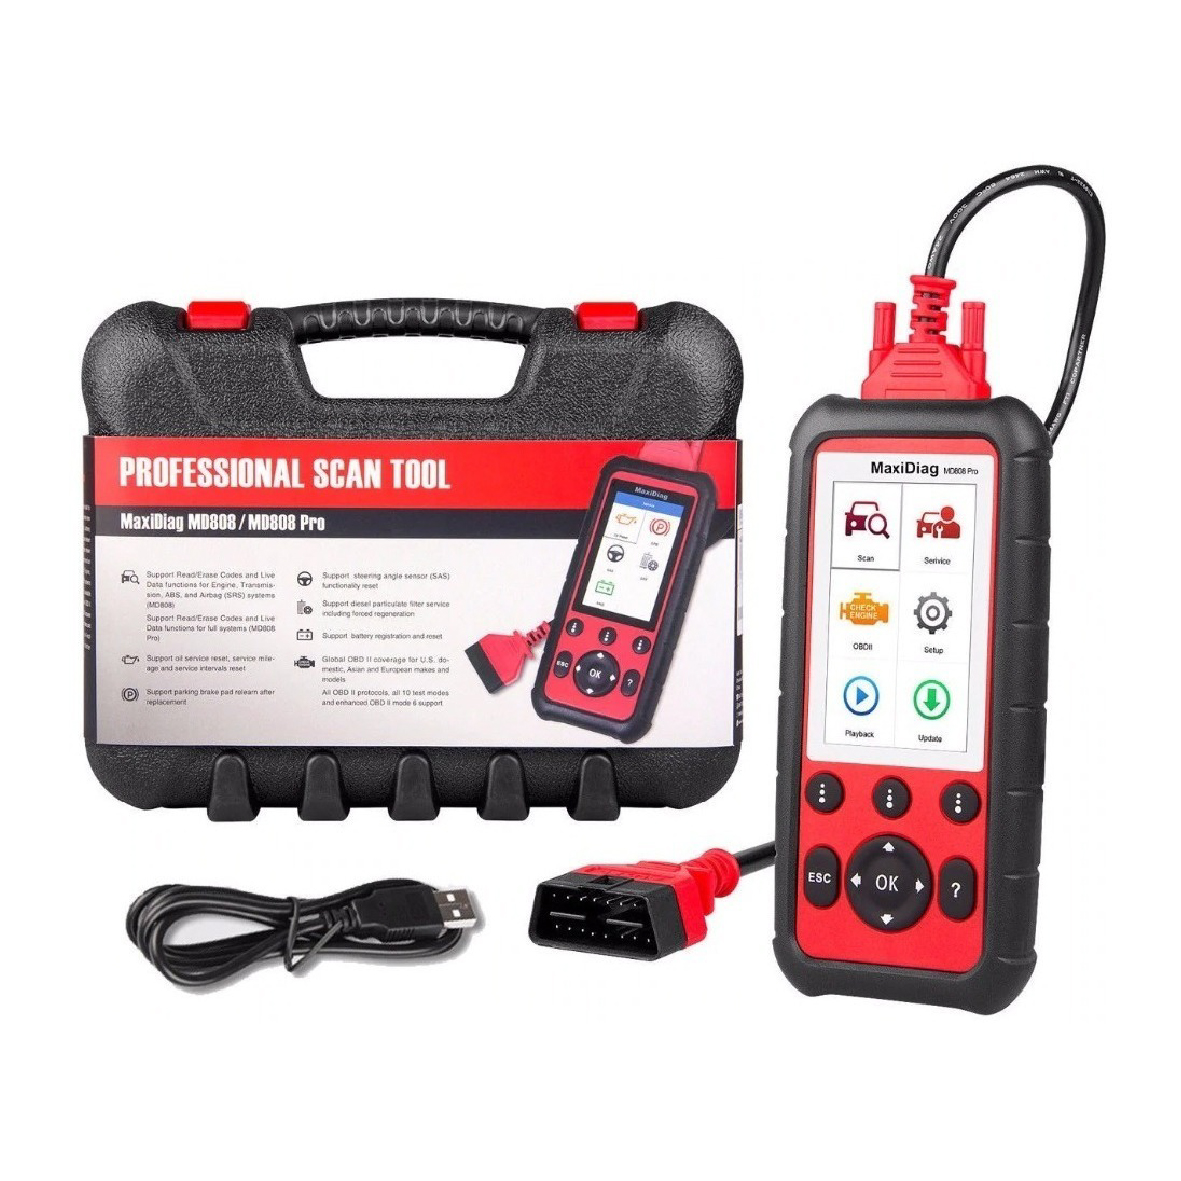 PROFESSIONAL SCAN TOOL
MaxiDiag MD808 / MD808 Pro
Support Read/Erase Codes and Live
Data functions for Engine, Transmis-
sion, ABS, and Airbag (SRS) systems
(MD808)
Support Read/Erase Codes and Live
Data functions for full systems (MD808
Pro)
Support oil service reset, service mile-
age and service intervals reset
Support parking brake pad relearn after
replacement
Support steering angle sensor (SAS)
functionality reset
Support diesel particulate filter service
including forced regeneration
Support battery registration and reset
Global OBD II coverage for U.S. do-
mestic, Asian and European makes and
models
All OBD II protocols, all 10 test modes
and enhanced OBD II mode 6 support
MaxiDiag
ESC
OK
?
MaxiDiag MD808 Pro
Scan
Serivice
CHECK
ENGINE
OBDII
Setup
Playback
Update
ESC
OK
?